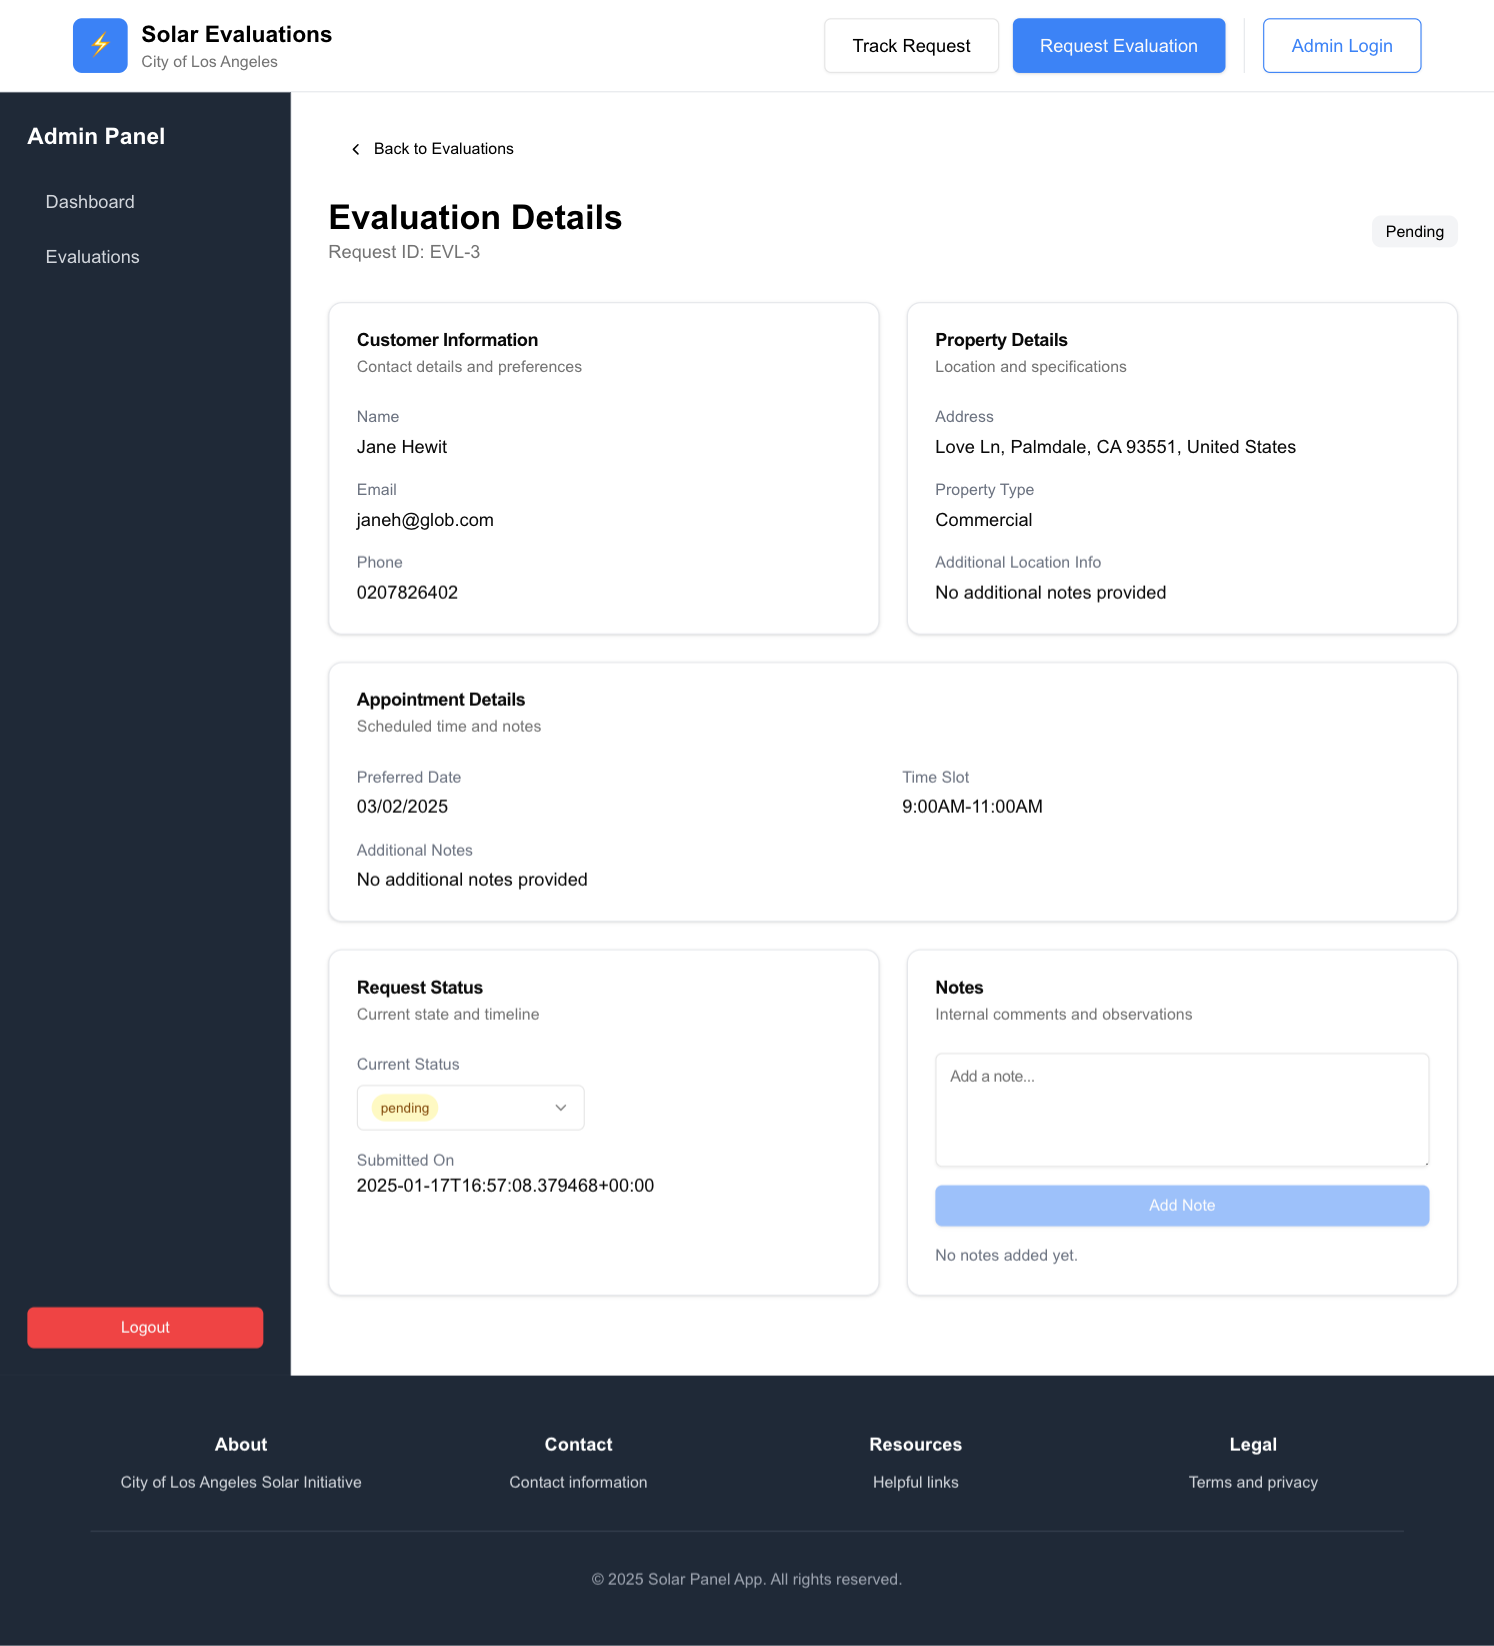 Solar Evaluations
City of Los Angeles
Track Request
Request Evaluation
Admin Login
Admin Panel
Dashboard
Evaluations
Logout
Back to Evaluations
Evaluation Details
Request ID: EVL-3
Pending
Customer Information
Contact details and preferences
Name
Jane Hewit
Email
janeh@glob.com
Phone
0207826402
Property Details
Location and specifications
Address
Love Ln, Palmdale, CA 93551, United States
Property Type
Commercial
Additional Location Info
No additional notes provided
Appointment Details
Scheduled time and notes
Preferred Date
03/02/2025
Time Slot
9:00AM-11:00AM
Additional Notes
No additional notes provided
Request Status
Current state and timeline
Current Status
pending
Submitted On
2025-01-17T16:57:08.379468+00:00
Notes
Internal comments and observations
Add a note...
Add Note
No notes added yet.
About
City of Los Angeles Solar Initiative
Contact
Contact information
Resources
Helpful links
Legal
Terms and privacy
© 2025 Solar Panel App. All rights reserved.